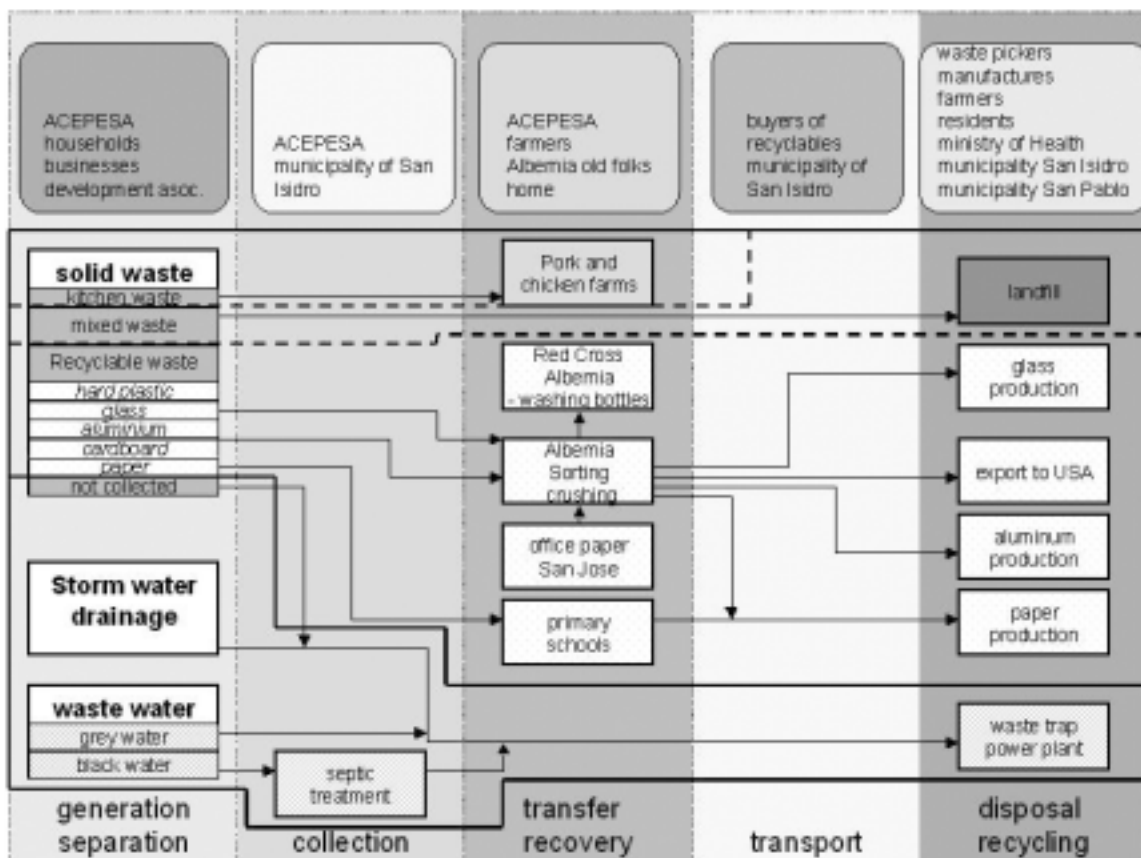 ACEPESA
households
businesses
development asoc.
ACEPESA
municipality of San
Isidro
ACEPESA
farmers
Albernia old folks
home
buyers of
recyclables
municipality of
San Isidro
waste pickers
manufactures
farmers
residents
ministry of Health
municipality San Isidro
municipality San Pablo
solid waste
kitchen waste
mixed waste
Recyclable waste
hard plastic
glass
aluminium
cardboard
paper
not collected
Storm water
drainage
waste water
grey water
black water
septic
treatment
Pork and
chicken farms
Red Cross
Albernia
- washing bottles
Albernia
Sorting
crushing
office paper
San Jose
primary
schools
landfill
glass
production
export to USA
aluminum
production
paper
production
waste trap
power plant
generation
separation
collection
transfer
recovery
transport
disposal
recycling